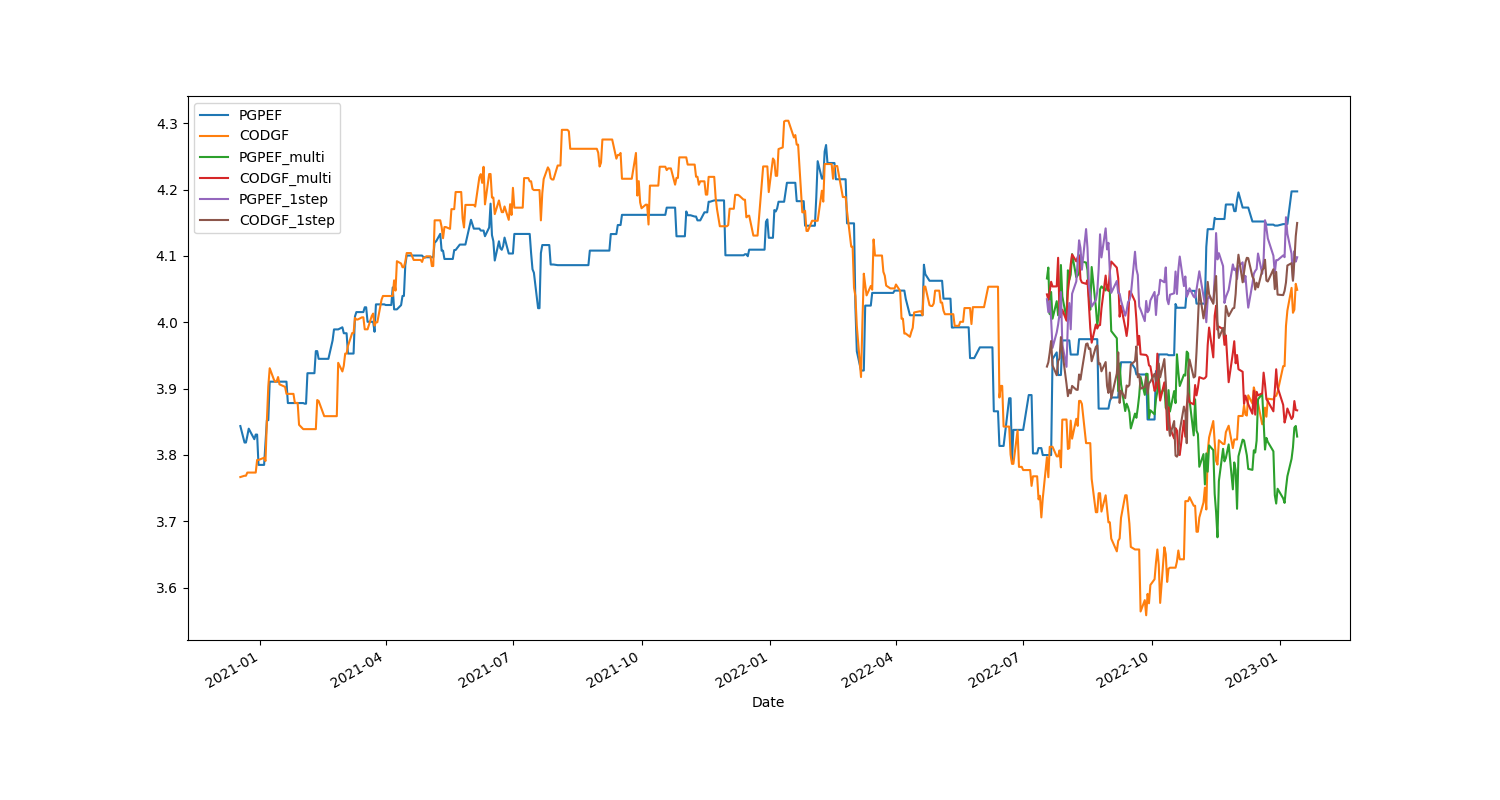 PGPEF
CODGF
PGPEF_multi
CODGF_multi
PGPEF_1step
CODGF_1step
4.3
4.2
4.1
4.0
3.9
3.8
3.7
3.6
2021-01
2021-04
2021-07
2021-10
2022-01
2022-04
2022-07
2022-10
2023-01
Date